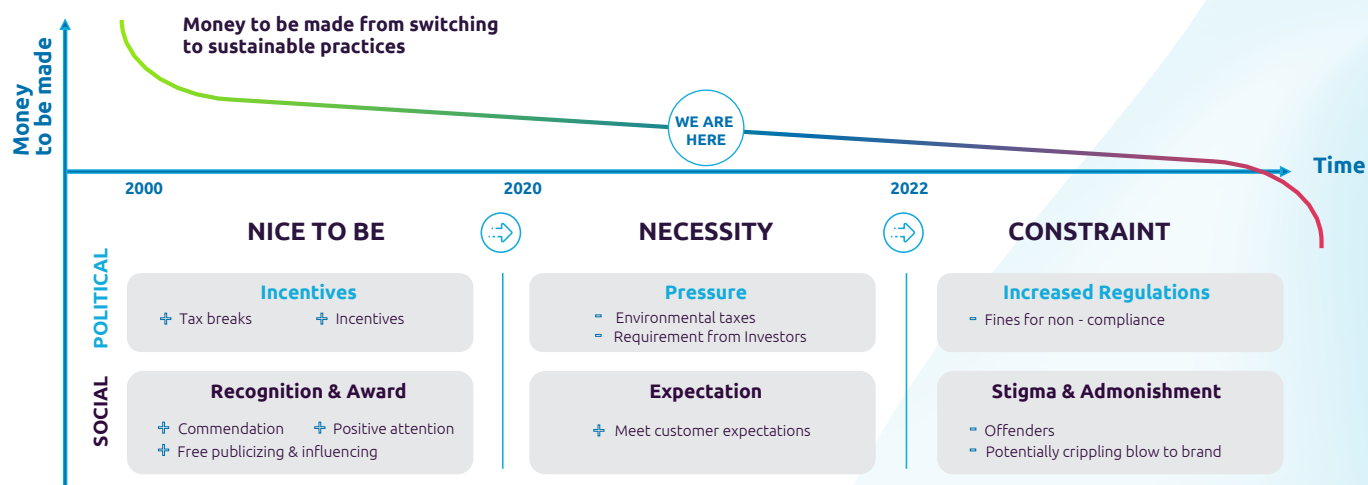 Money to be made from switching
to sustainable practices
Money
to be made
WE ARE
HERE
Time
2000
2020
2022
NICE TO BE
NECESSITY
CONSTRAINT
POLITICAL
Incentives
+ Tax breaks
+ Incentives
Pressure
- Environmental taxes
- Requirement from Investors
Increased Regulations
- Fines for non - compliance
SOCIAL
Recognition & Award
+ Commendation
+ Positive attention
+ Free publicizing & influencing
Expectation
+ Meet customer expectations
Stigma & Admonishment
- Offenders
- Potentially crippling blow to brand